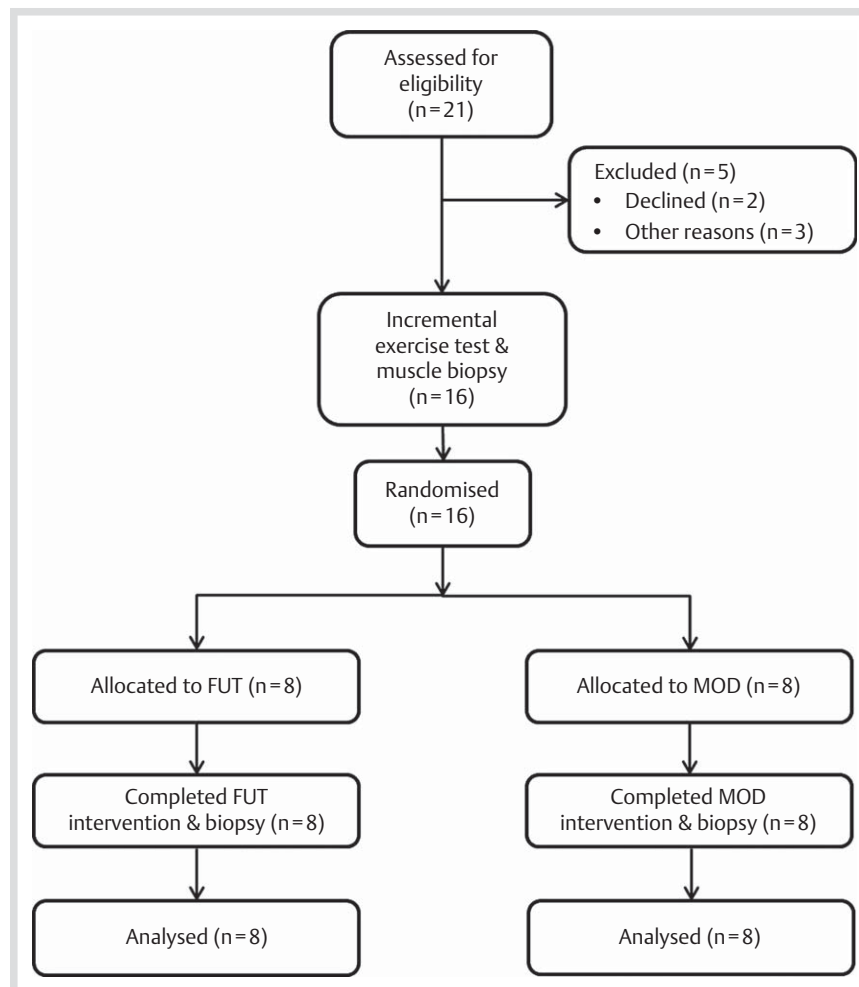 Assessed for
eligibility
(n=21)
Excluded (n=5)
• Declined (n=2)
• Other reasons (n=3)
Incremental
exercise test &
muscle biopsy
(n=16)
Randomised
(n=16)
Allocated to FUT (n=8)
Allocated to MOD (n=8)
Completed FUT
intervention & biopsy (n=8)
Completed MOD
intervention & biopsy (n=8)
Analysed (n=8)
Analysed (n=8)